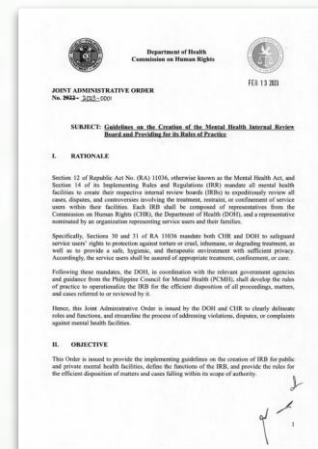 Department of Health
Commission on Human Rights
FEB 13 2023
JOINT ADMINISTRATIVE ORDER
No. 2022 - 2023-0001
SUBJECT: Guidelines on the Creation of the Mental Health Internal Review
Board and Providing for its Rules of Practice
I. RATIONALE
Section 12 of Republic Act No. (RA) 11036, otherwise known as the Mental Health Act, and
Section 14 of its Implementing Rules and Regulations (IRR) mandate all mental health
facilities to create their respective internal review boards (IRBs) to expeditiously review all
cases, disputes, and controversies involving the treatment, restraint, or confinement of service
users within their facilities. Each IRB shall be composed of representatives from the
Commission on Human Rights (CHR), the Department of Health (DOH), and a representative
nominated by an organization representing service users and their families.
Specifically, Sections 30 and 31 of RA 11036 mandate both CHR and DOH to safeguard
service users' rights to protection against torture or cruel, inhumane, or degrading treatment, as
well as to provide a safe, hygienic, and therapeutic environment with sufficient privacy.
Accordingly, the service users shall be assured of appropriate treatment, confinement, or care.
Following these mandates, the DOH, in coordination with the relevant government agencies
and guidance from the Philippine Council for Mental Health (PCMH), shall develop the rules
of practice to operationalize the IRB for the efficient disposition of all proceedings, matters,
and cases referred to or reviewed by it.
Hence, this Joint Administrative Order is issued by the DOH and CHR to clearly delineate
roles and functions, and streamline the process of addressing violations, disputes, or complaints
against mental health facilities.
II. OBJECTIVE
This Order is issued to provide the implementing guidelines on the creation of IRB for public
and private mental health facilities, define the functions of the IRB, and provide the rules for
the efficient disposition of matters and cases falling within its scope of authority.
1